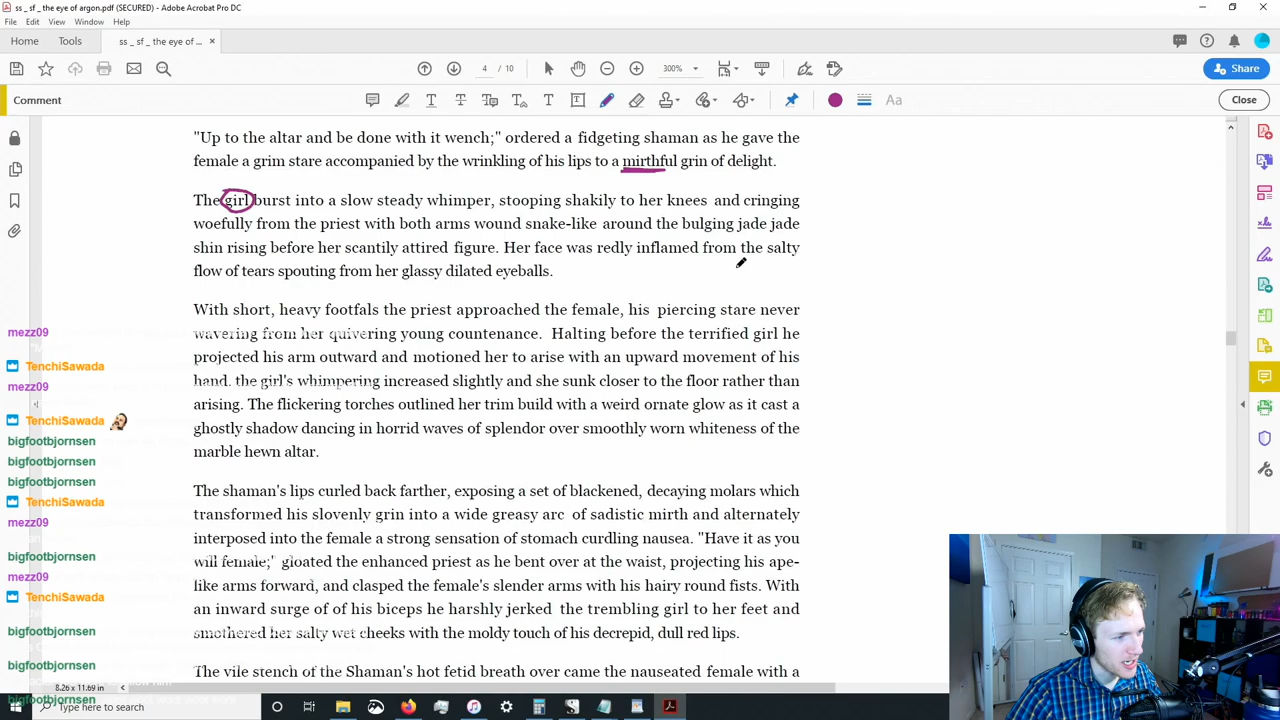 ss _ sf _ the eye of argon.pdf (SECURED) - Adobe Acrobat Pro DC
File Edit View Window Help
Home Tools ss _ sf _ the eye of ... ×
4 / 10 300% Share
Comment Aa Close
"Up to the altar and be done with it wench;" ordered a fidgeting shaman as he gave the
female a grim stare accompanied by the wrinkling of his lips to a mirthful grin of delight.
The girl burst into a slow steady whimper, stooping shakily to her knees and cringing
woefully from the priest with both arms wound snake-like around the bulging jade jade
shin rising before her scantily attired figure. Her face was redly inflamed from the salty
flow of tears spouting from her glassy dilated eyeballs.
With short, heavy footfals the priest approached the female, his piercing stare never
wavering from her quivering young countenance. Halting before the terrified girl he
projected his arm outward and motioned her to arise with an upward movement of his
hand. the girl's whimpering increased slightly and she sunk closer to the floor rather than
arising. The flickering torches outlined her trim build with a weird ornate glow as it cast a
ghostly shadow dancing in horrid waves of splendor over smoothly worn whiteness of the
marble hewn altar.
The shaman's lips curled back farther, exposing a set of blackened, decaying molars which
transformed his slovenly grin into a wide greasy arc of sadistic mirth and alternately
interposed into the female a strong sensation of stomach curdling nausea. "Have it as you
will female;" gioated the enhanced priest as he bent over at the waist, projecting his ape-
like arms forward, and clasped the female's slender arms with his hairy round fists. With
an inward surge of of his biceps he harshly jerked the trembling girl to her feet and
smothered her salty wet cheeks with the moldy touch of his decrepid, dull red lips.
The vile stench of the Shaman's hot fetid breath over came the nauseated female with a
mezz09
TenchiSawada
mezz09
TenchiSawada
bigfootbjornsen
bigfootbjornsen
bigfootbjornsen
TenchiSawada
mezz09
bigfootbjornsen
mezz09
TenchiSawada
bigfootbjornsen
bigfootbjornsen
bigfootbjornsen
8.26 x 11.69 in
Type here to search